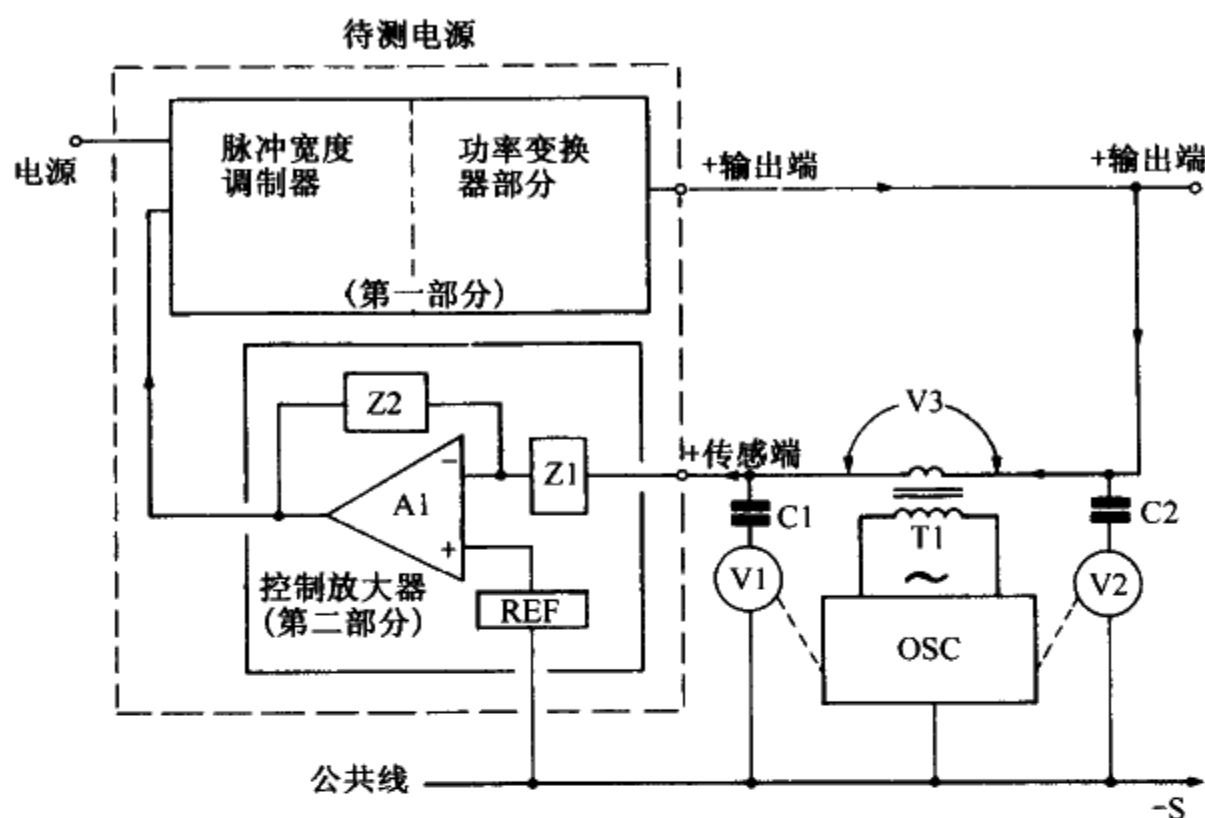 待测电源
电源
脉冲宽度
调制器
功率变换
器部分
(第一部分)
+输出端
+输出端
Z2
Z1
A1
−
+
控制放大器
(第二部分)
REF
+传感端
V3
C1
V1
T1
~
OSC
C2
V2
公共线
-S